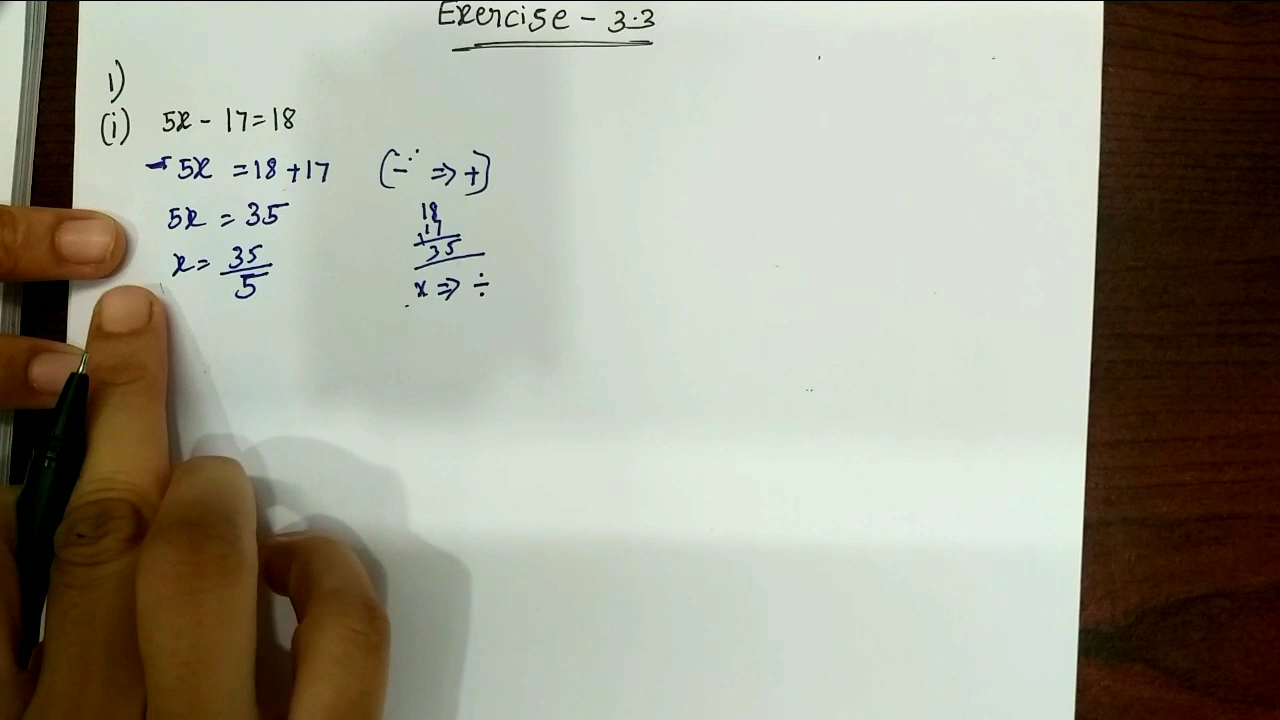 Exercise - 3.3
1)
(i) 5x - 17 = 18
5x = 18 + 17 (- ⇒ +)
5x = 35
x = 35/5
18
+17
35
x ⇒ ÷